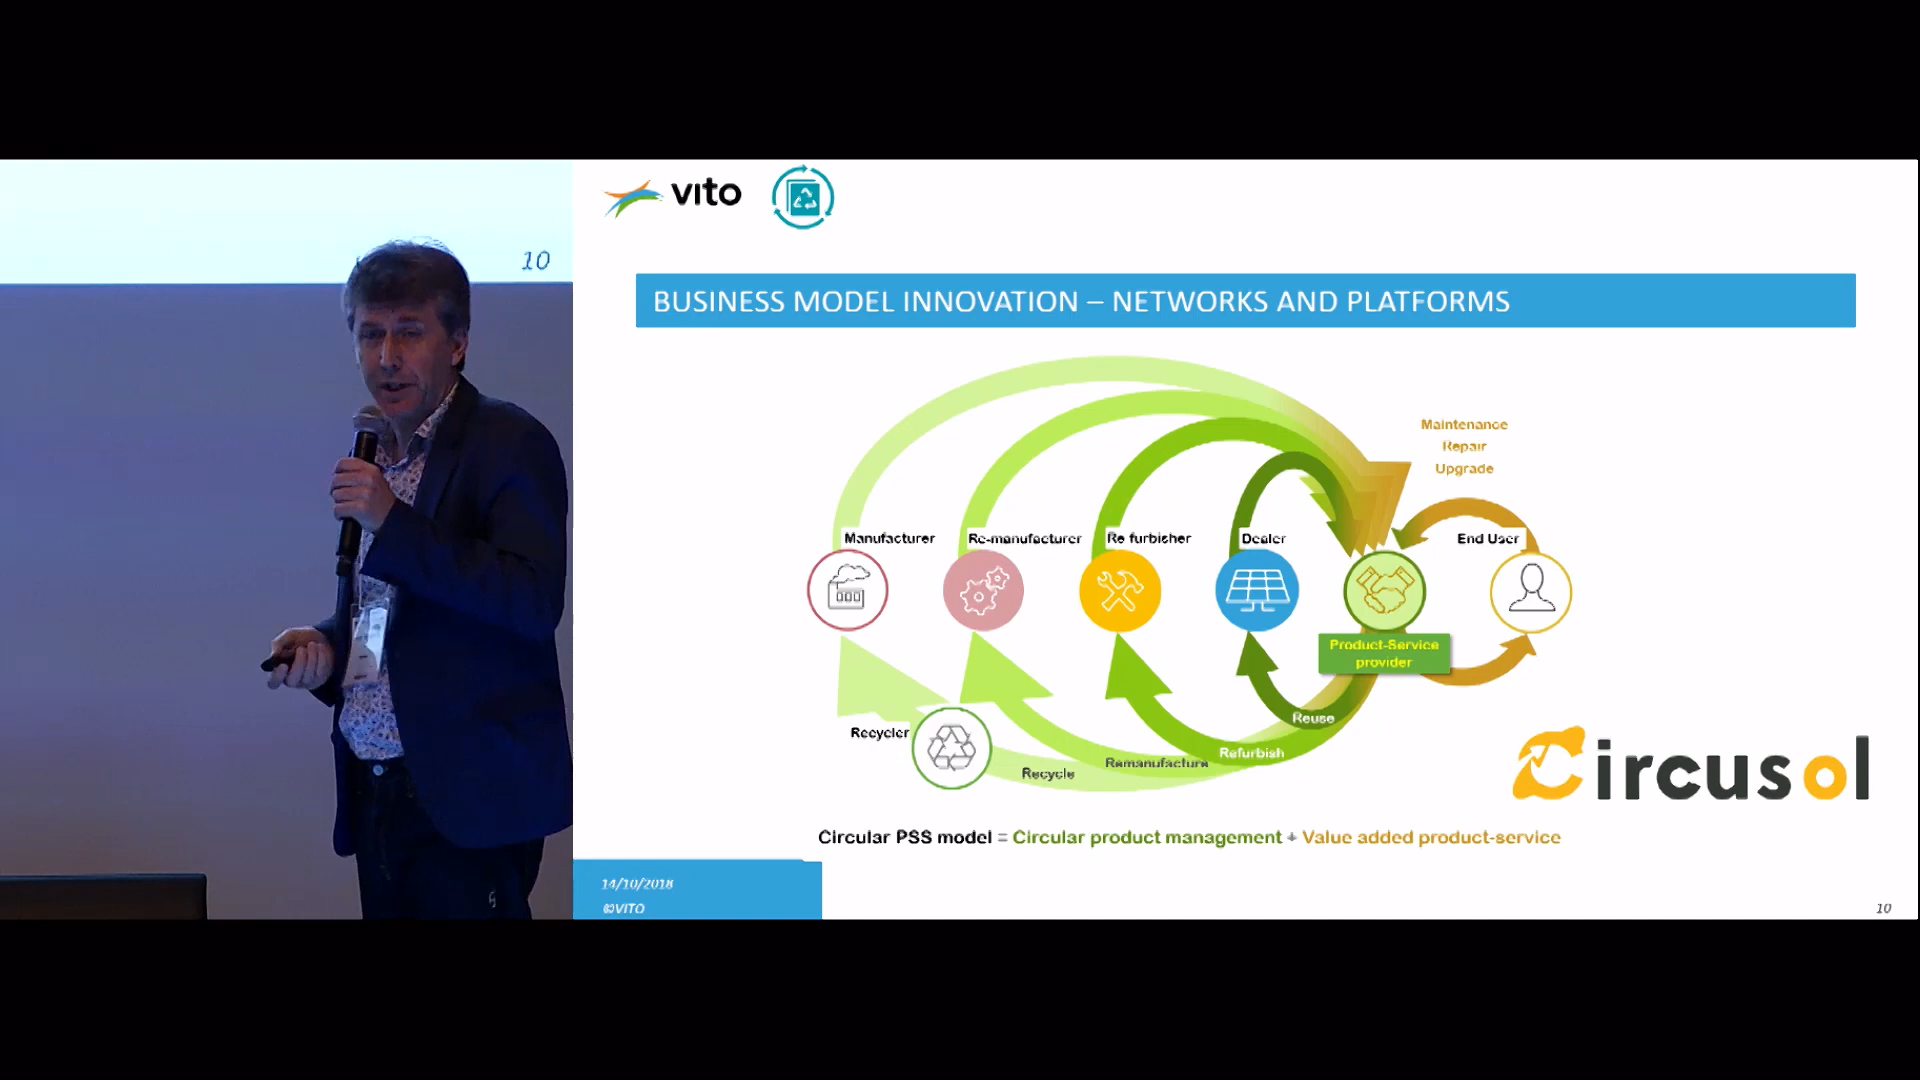 10
vito
BUSINESS MODEL INNOVATION – NETWORKS AND PLATFORMS
Maintenance
Repair
Upgrade
Manufacturer
Re-manufacturer
Re furbisher
Dealer
End User
Product-Service
provider
Reuse
Recycler
Refurbish
Remanufacture
Recycle
Circusol
Circular PSS model = Circular product management + Value added product-service
14/10/2018
©VITO
10